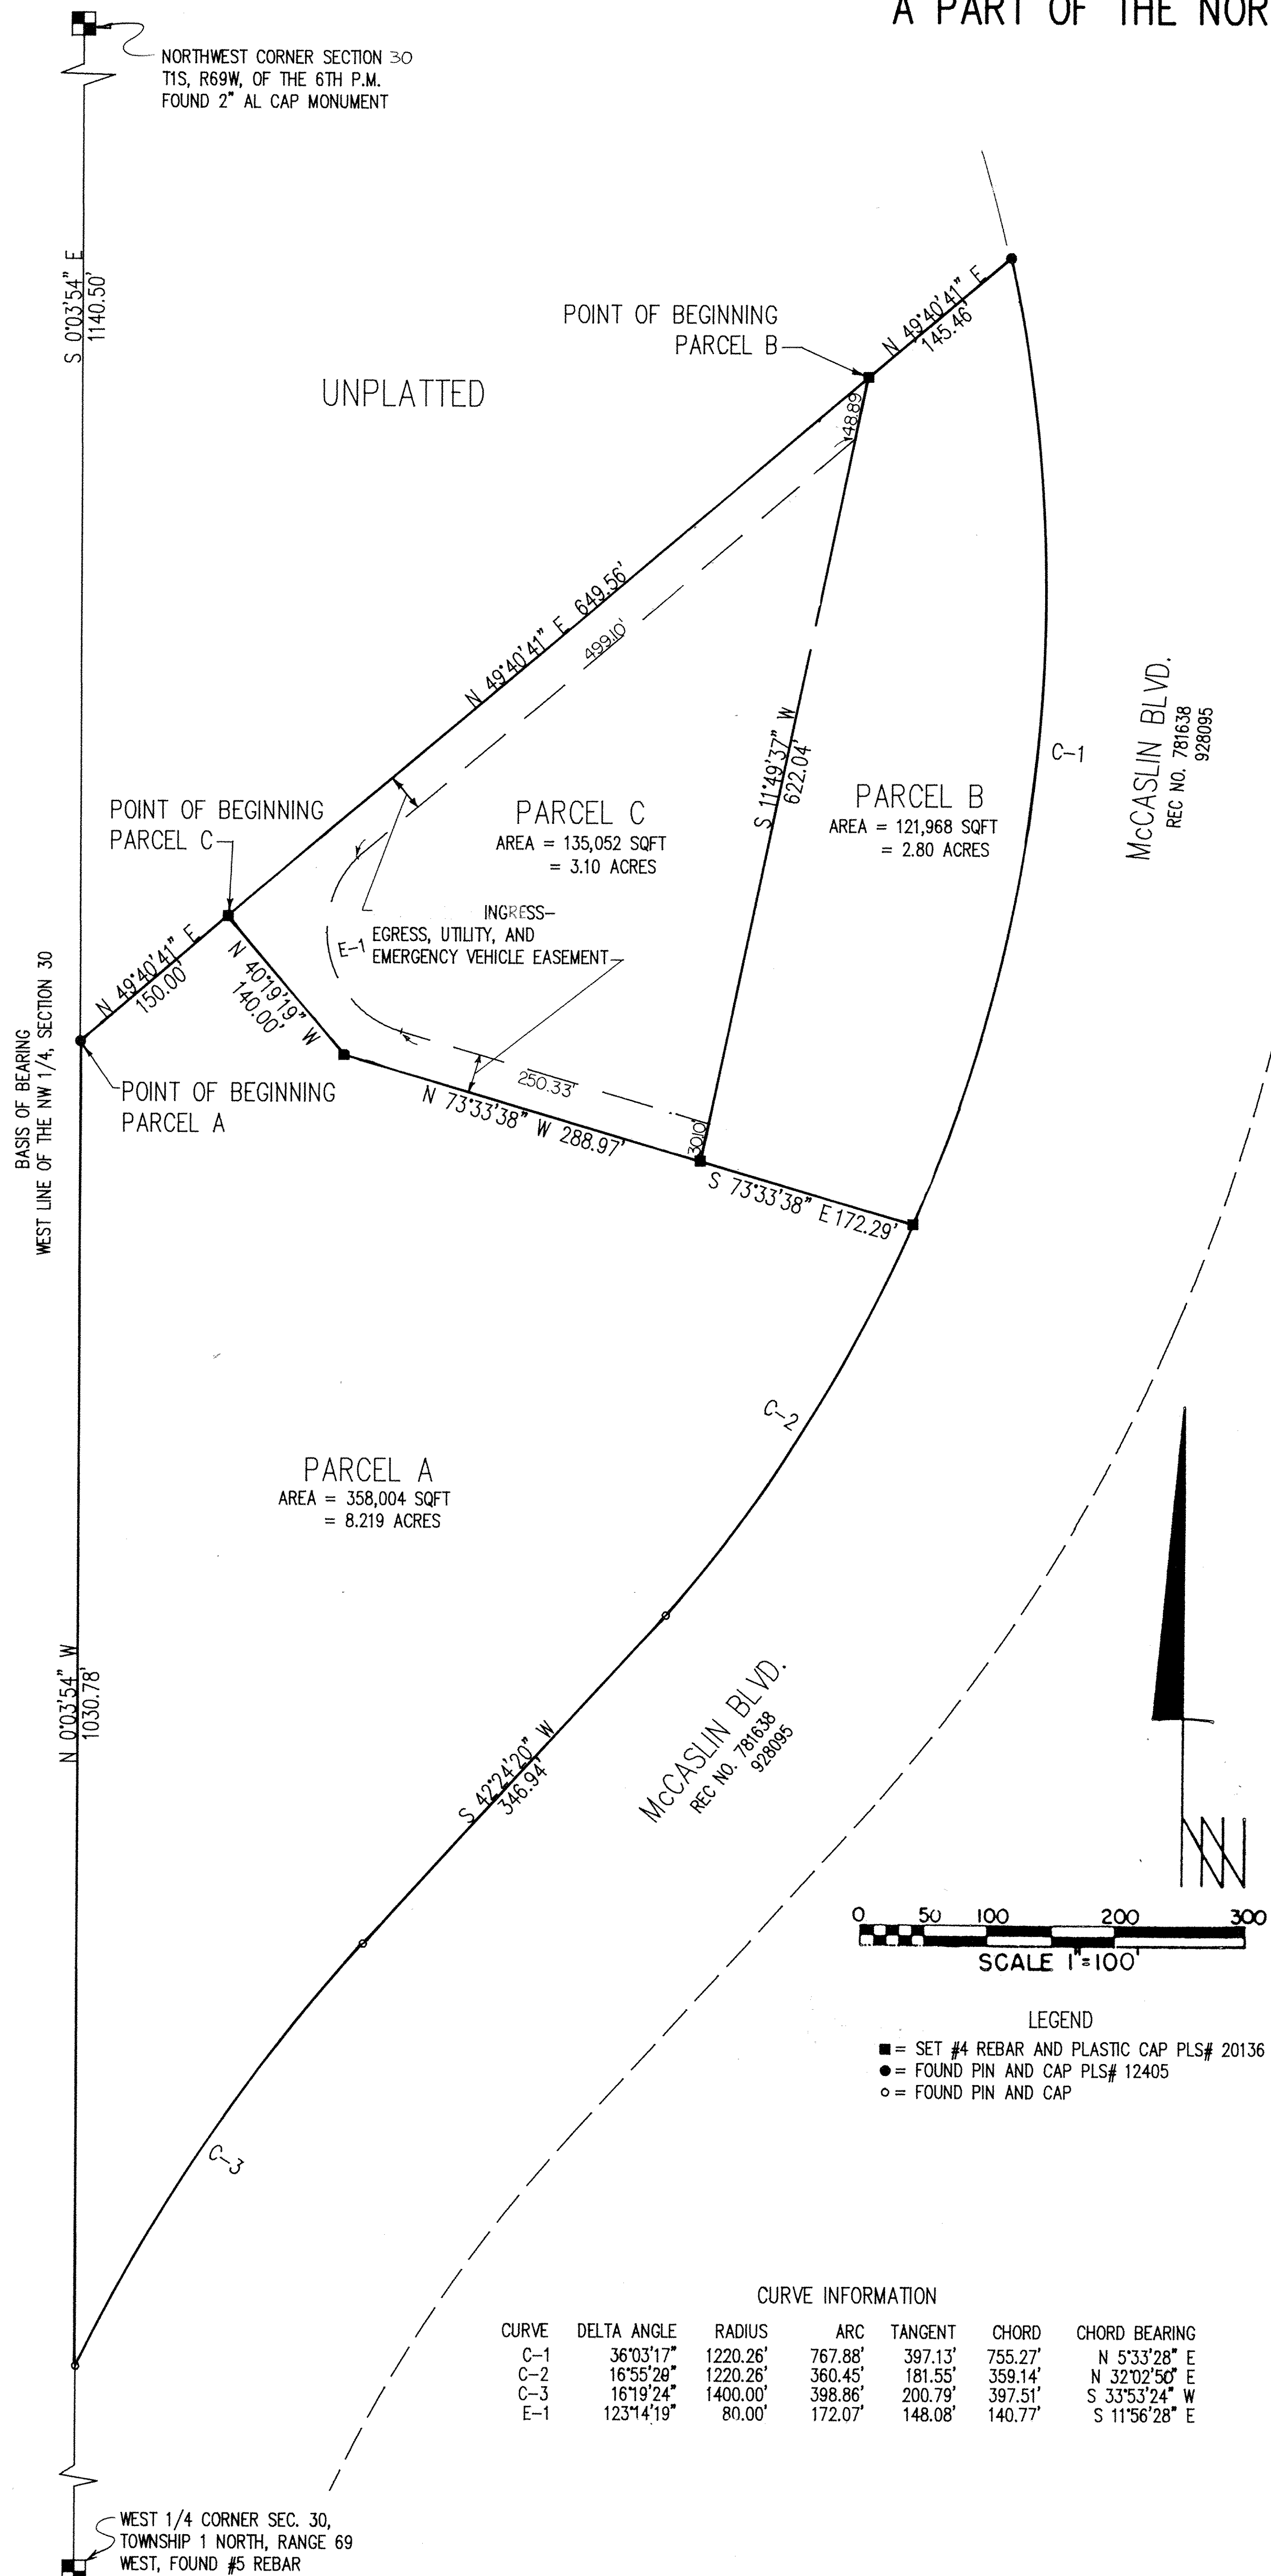 A PART OF THE NOR
NORTHWEST CORNER SECTION 30
T1S, R69W, OF THE 6TH P.M.
FOUND 2" AL CAP MONUMENT
S 0°03'54" E
1140.50'
UNPLATTED
POINT OF BEGINNING
PARCEL B
N 49°40'41" E
145.46'
48.89
N 49°40'41" E 649.56'
499.10'
S 11°49'37" W
622.04'
C-1
McCASLIN BLVD.
REC NO. 781638
928095
PARCEL B
AREA = 121,968 SQFT
= 2.80 ACRES
PARCEL C
AREA = 135,052 SQFT
= 3.10 ACRES
POINT OF BEGINNING
PARCEL C
INGRESS-
EGRESS, UTILITY, AND
EMERGENCY VEHICLE EASEMENT
E-1
N 49°40'41" E
150.00'
N 40°19'19" W
140.00'
BASIS OF BEARING
WEST LINE OF THE NW 1/4, SECTION 30
POINT OF BEGINNING
PARCEL A
250.33'
30.10'
N 73°33'38" W 288.97'
S 73°33'38" E 172.29'
C-2
PARCEL A
AREA = 358,004 SQFT
= 8.219 ACRES
N 0°03'54" W
1030.78'
S 42°24'20" W
346.94'
McCASLIN BLVD.
REC NO. 781638
928095
N
0 50 100 200 300
SCALE 1"=100'
LEGEND
= SET #4 REBAR AND PLASTIC CAP PLS# 20136
= FOUND PIN AND CAP PLS# 12405
= FOUND PIN AND CAP
C-3
CURVE INFORMATION
CURVE DELTA ANGLE RADIUS ARC TANGENT CHORD CHORD BEARING
C-1 36°03'17" 1220.26' 767.88' 397.13' 755.27' N 5°33'28" E
C-2 16°55'20" 1220.26' 360.45' 181.55' 359.14' N 32°02'50" E
C-3 16°19'24" 1400.00' 398.86' 200.79' 397.51' S 33°53'24" W
E-1 123°14'19" 80.00' 172.07' 148.08' 140.77' S 11°56'28" E
WEST 1/4 CORNER SEC. 30,
TOWNSHIP 1 NORTH, RANGE 69
WEST, FOUND #5 REBAR